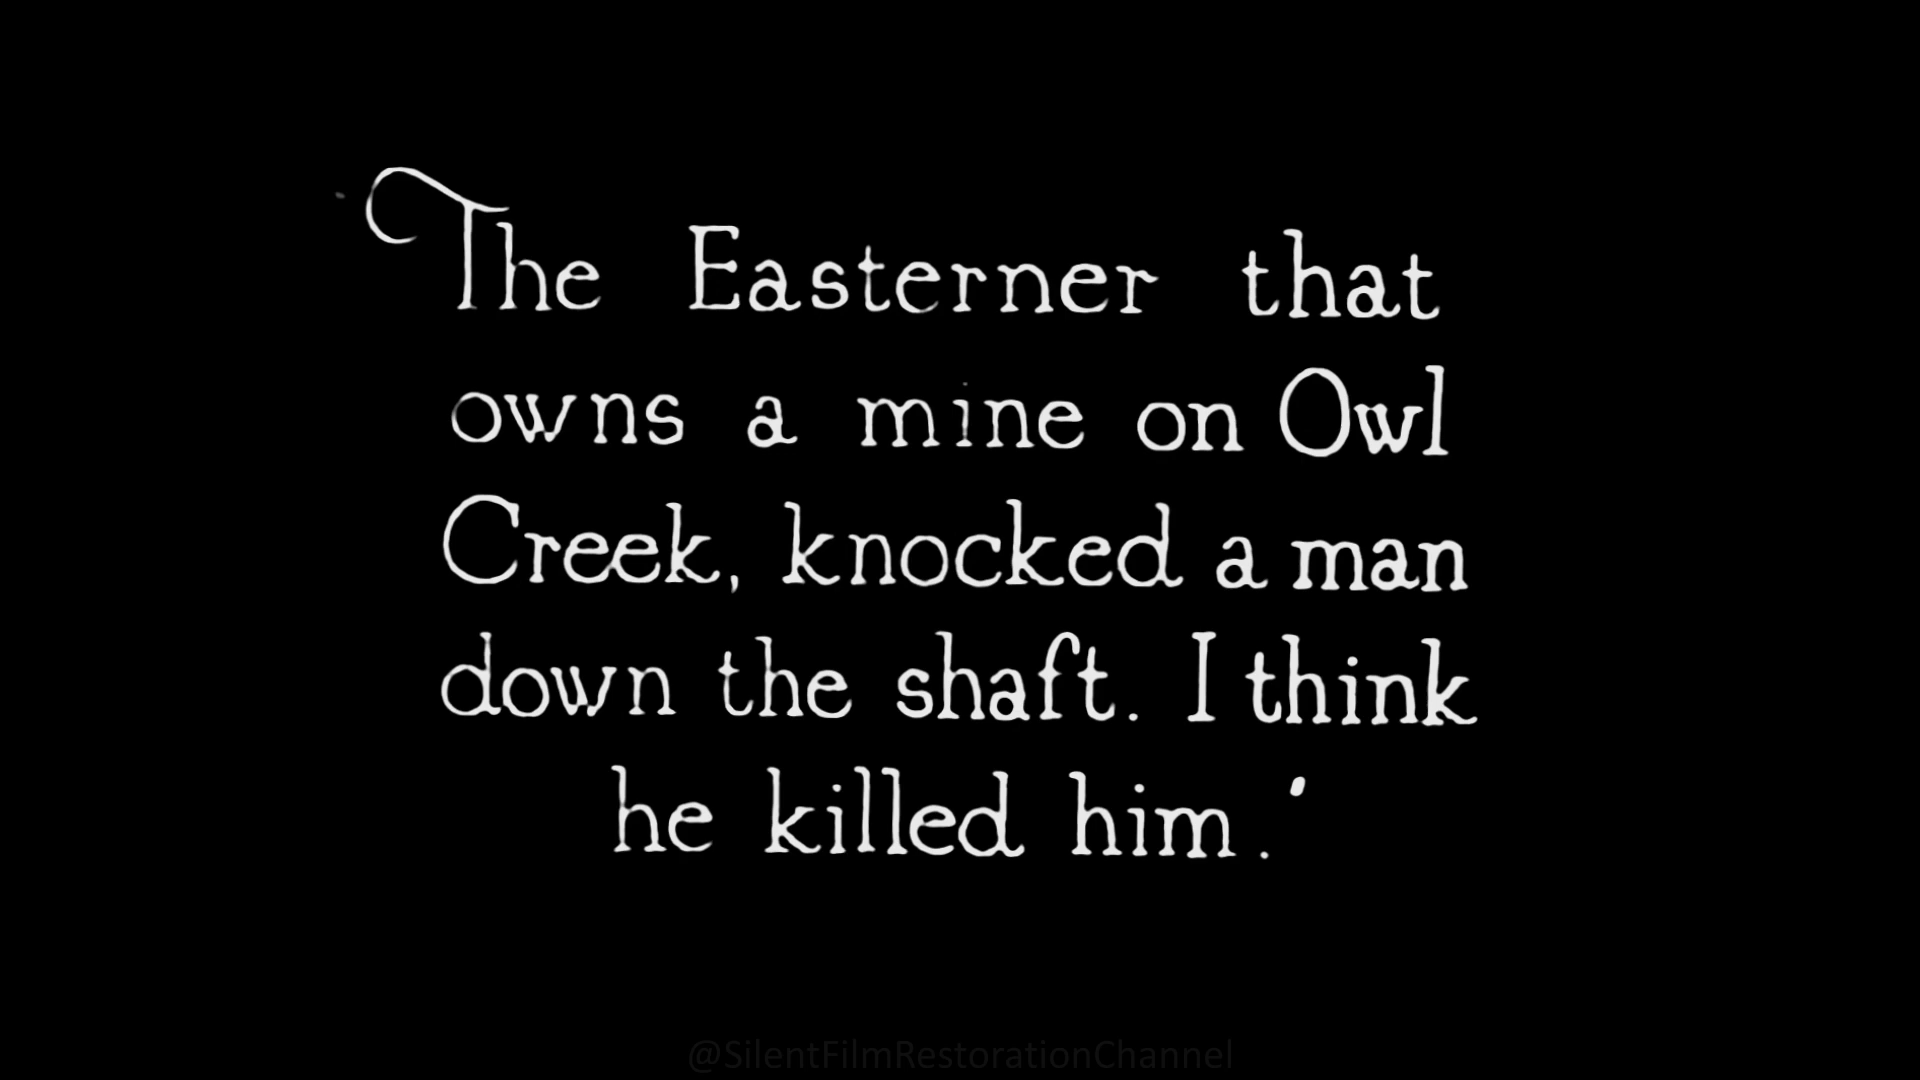 The Easterner that
owns a mine on Owl
Creek, knocked a man
down the shaft. I think
he killed him.'
@SilentFilmRestorationChannel